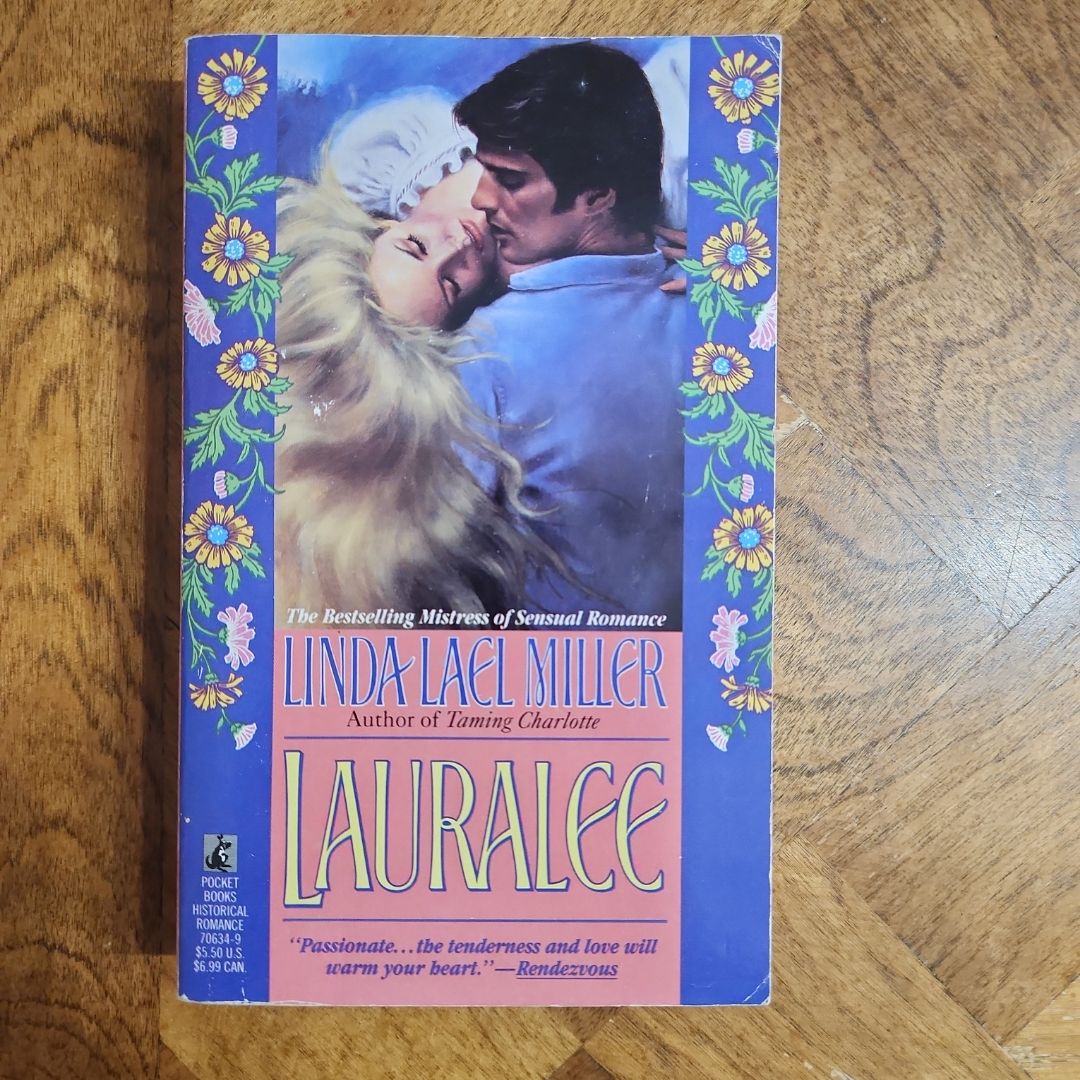 The Bestselling Mistress of Sensual Romance
LINDA LAEL MILLER
Author of Taming Charlotte
LAURALEE
POCKET
BOOKS
HISTORICAL
ROMANCE
70634-9
$5.50 U.S.
$6.99 CAN.
"Passionate...the tenderness and love will
warm your heart."—Rendezvous